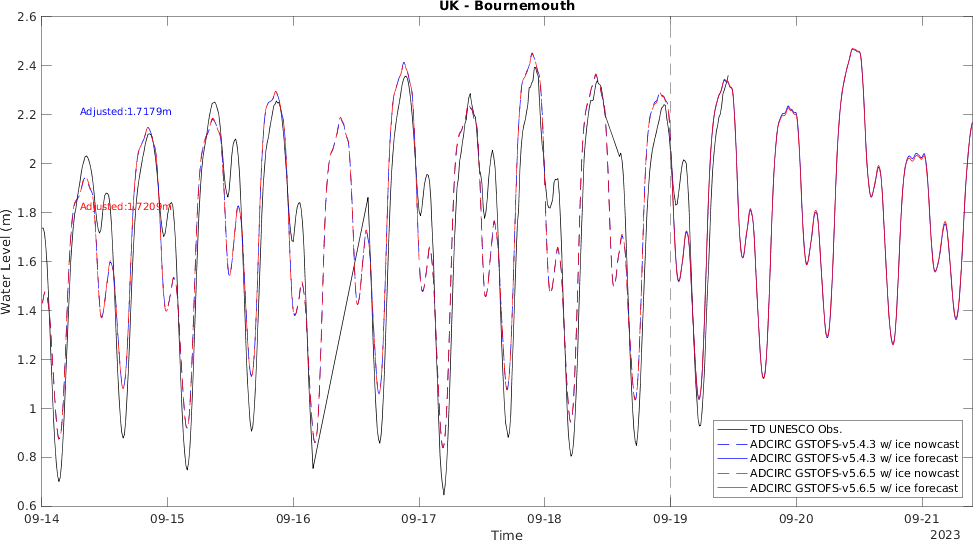 UK - Bournemouth
2.6
2.4
2.2
2
1.8
1.6
1.4
1.2
1
0.8
0.6
Water Level (m)
Adjusted:1.7179m
Adjusted:1.7209m
TD UNESCO Obs.
ADCIRC GSTOFS-v5.4.3 w/ ice nowcast
ADCIRC GSTOFS-v5.4.3 w/ ice forecast
ADCIRC GSTOFS-v5.6.5 w/ ice nowcast
ADCIRC GSTOFS-v5.6.5 w/ ice forecast
09-14 09-15 09-16 09-17 09-18 09-19 09-20 09-21
Time
2023